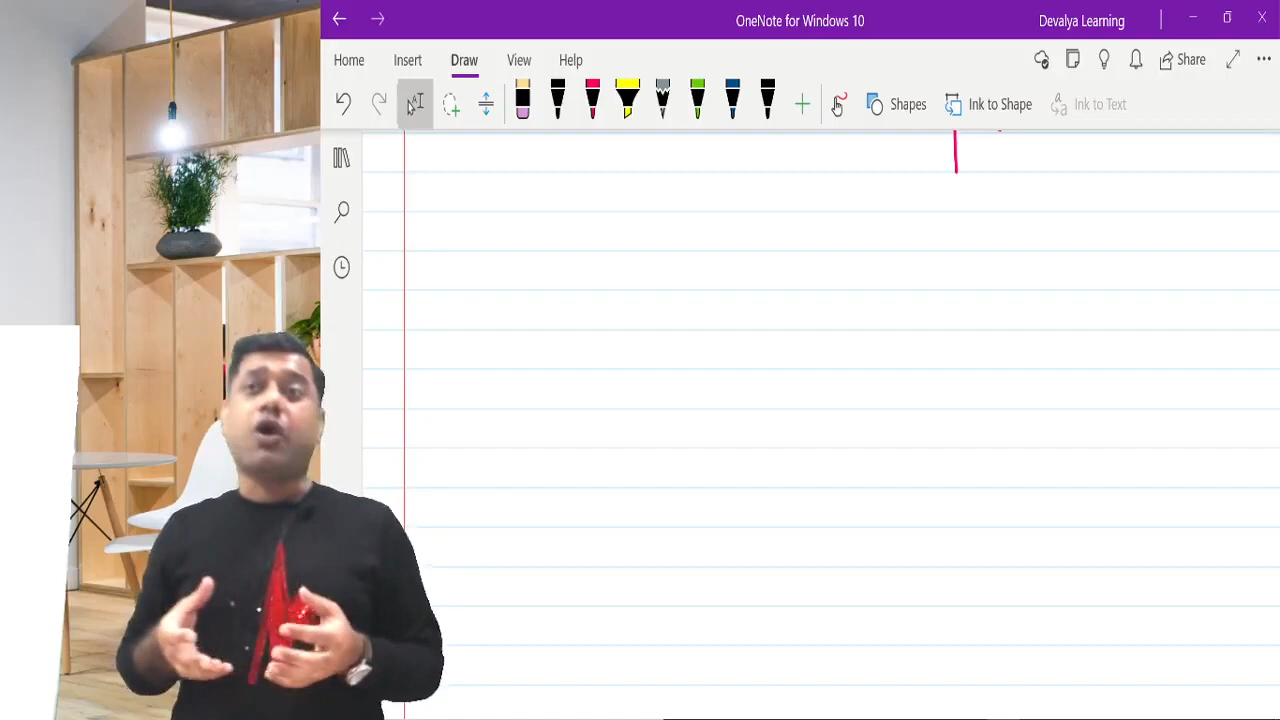 OneNote for Windows 10
Devalya Learning
Home
Insert
Draw
View
Help
Share
Shapes
Ink to Shape
Ink to Text